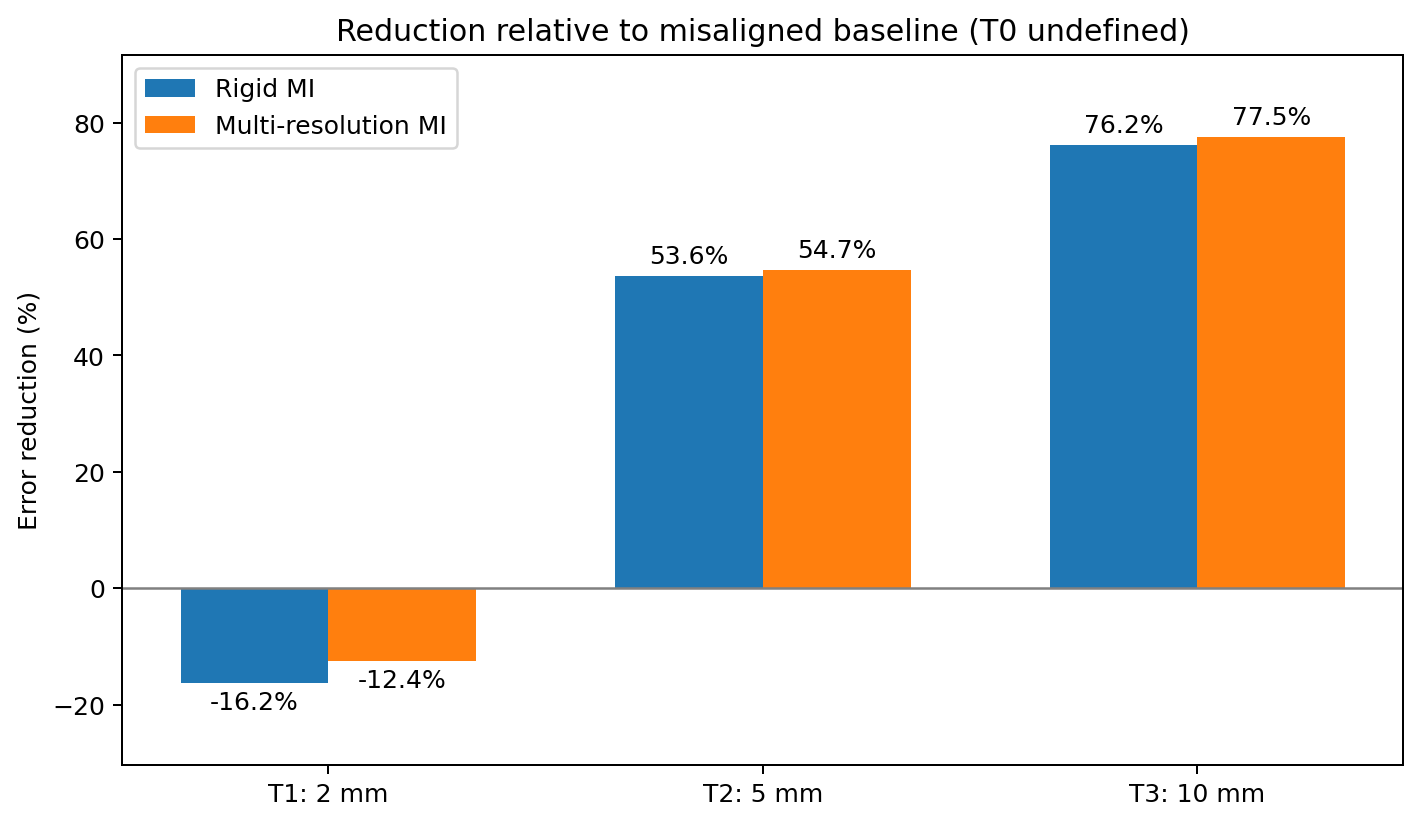 Reduction relative to misaligned baseline (T0 undefined)
Rigid MI
Multi-resolution MI
Error reduction (%)
80
60
40
20
0
−20
-16.2%
-12.4%
53.6%
54.7%
76.2%
77.5%
T1: 2 mm
T2: 5 mm
T3: 10 mm